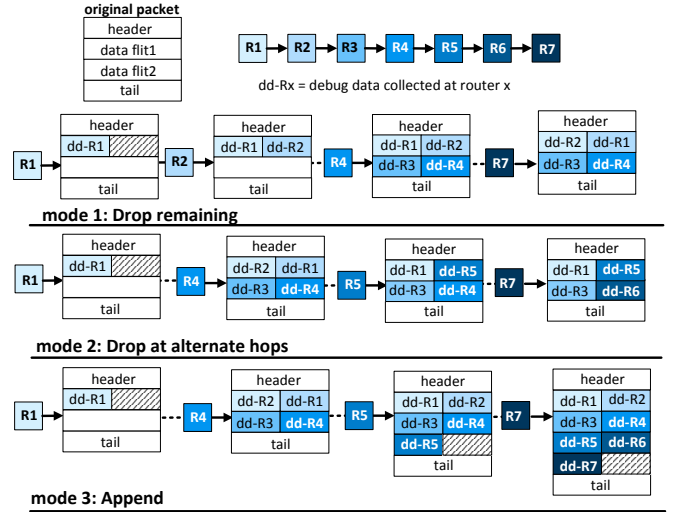 original packet
header
data flit1
data flit2
tail
R1 R2 R3 R4 R5 R6 R7
dd-Rx = debug data collected at router x
header header header header
dd-R1 dd-R1 dd-R2 dd-R1 dd-R2 dd-R2 dd-R1
R1 R2 R4 dd-R3 dd-R4 R7 dd-R3 dd-R4
tail tail tail tail
mode 1: Drop remaining
header header header header
dd-R1 dd-R2 dd-R1 dd-R1 dd-R5 dd-R1 dd-R5
R1 R4 dd-R3 dd-R4 R5 dd-R3 dd-R4 R7 dd-R3 dd-R6
tail tail tail tail
mode 2: Drop at alternate hops
header header header header
dd-R1 dd-R2 dd-R1 dd-R1 dd-R2 dd-R1 dd-R2
R1 R4 dd-R3 dd-R4 R5 dd-R3 dd-R4 R7 dd-R3 dd-R4
tail tail dd-R5 dd-R5 dd-R6
tail dd-R7
tail
mode 3: Append